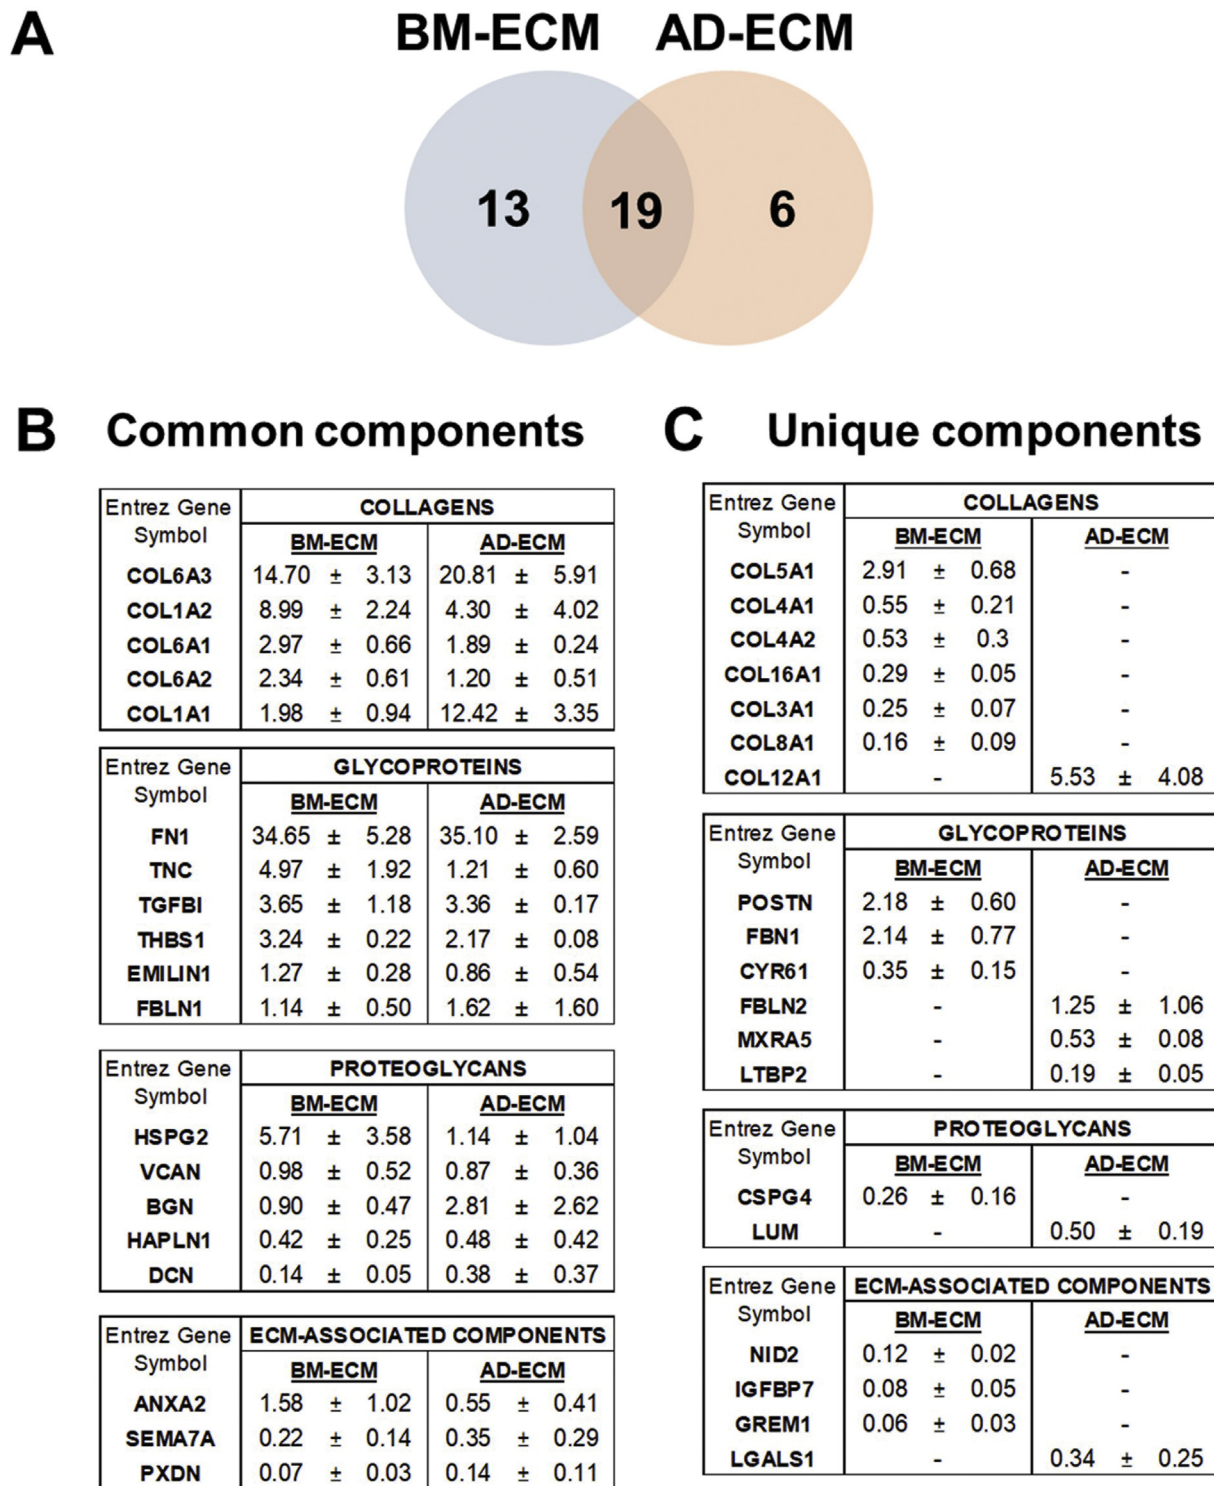 A
BM-ECM AD-ECM
13 19 6
B Common components
Entrez Gene Symbol COLLAGENS
BM-ECM AD-ECM
COL6A3 14.70 ± 3.13 20.81 ± 5.91
COL1A2 8.99 ± 2.24 4.30 ± 4.02
COL6A1 2.97 ± 0.66 1.89 ± 0.24
COL6A2 2.34 ± 0.61 1.20 ± 0.51
COL1A1 1.98 ± 0.94 12.42 ± 3.35
Entrez Gene Symbol GLYCOPROTEINS
BM-ECM AD-ECM
FN1 34.65 ± 5.28 35.10 ± 2.59
TNC 4.97 ± 1.92 1.21 ± 0.60
TGFBI 3.65 ± 1.18 3.36 ± 0.17
THBS1 3.24 ± 0.22 2.17 ± 0.08
EMILIN1 1.27 ± 0.28 0.86 ± 0.54
FBLN1 1.14 ± 0.50 1.62 ± 1.60
Entrez Gene Symbol PROTEOGLYCANS
BM-ECM AD-ECM
HSPG2 5.71 ± 3.58 1.14 ± 1.04
VCAN 0.98 ± 0.52 0.87 ± 0.36
BGN 0.90 ± 0.47 2.81 ± 2.62
HAPLN1 0.42 ± 0.25 0.48 ± 0.42
DCN 0.14 ± 0.05 0.38 ± 0.37
Entrez Gene Symbol ECM-ASSOCIATED COMPONENTS
BM-ECM AD-ECM
ANXA2 1.58 ± 1.02 0.55 ± 0.41
SEMA7A 0.22 ± 0.14 0.35 ± 0.29
PXDN 0.07 ± 0.03 0.14 ± 0.11
C Unique components
Entrez Gene Symbol COLLAGENS
BM-ECM AD-ECM
COL5A1 2.91 ± 0.68 -
COL4A1 0.55 ± 0.21 -
COL4A2 0.53 ± 0.3 -
COL16A1 0.29 ± 0.05 -
COL3A1 0.25 ± 0.07 -
COL8A1 0.16 ± 0.09 -
COL12A1 - 5.53 ± 4.08
Entrez Gene Symbol GLYCOPROTEINS
BM-ECM AD-ECM
POSTN 2.18 ± 0.60 -
FBN1 2.14 ± 0.77 -
CYR61 0.35 ± 0.15 -
FBLN2 - 1.25 ± 1.06
MXRA5 - 0.53 ± 0.08
LTBP2 - 0.19 ± 0.05
Entrez Gene Symbol PROTEOGLYCANS
BM-ECM AD-ECM
CSPG4 0.26 ± 0.16 -
LUM - 0.50 ± 0.19
Entrez Gene Symbol ECM-ASSOCIATED COMPONENTS
BM-ECM AD-ECM
NID2 0.12 ± 0.02 -
IGFBP7 0.08 ± 0.05 -
GREM1 0.06 ± 0.03 -
LGALS1 - 0.34 ± 0.25